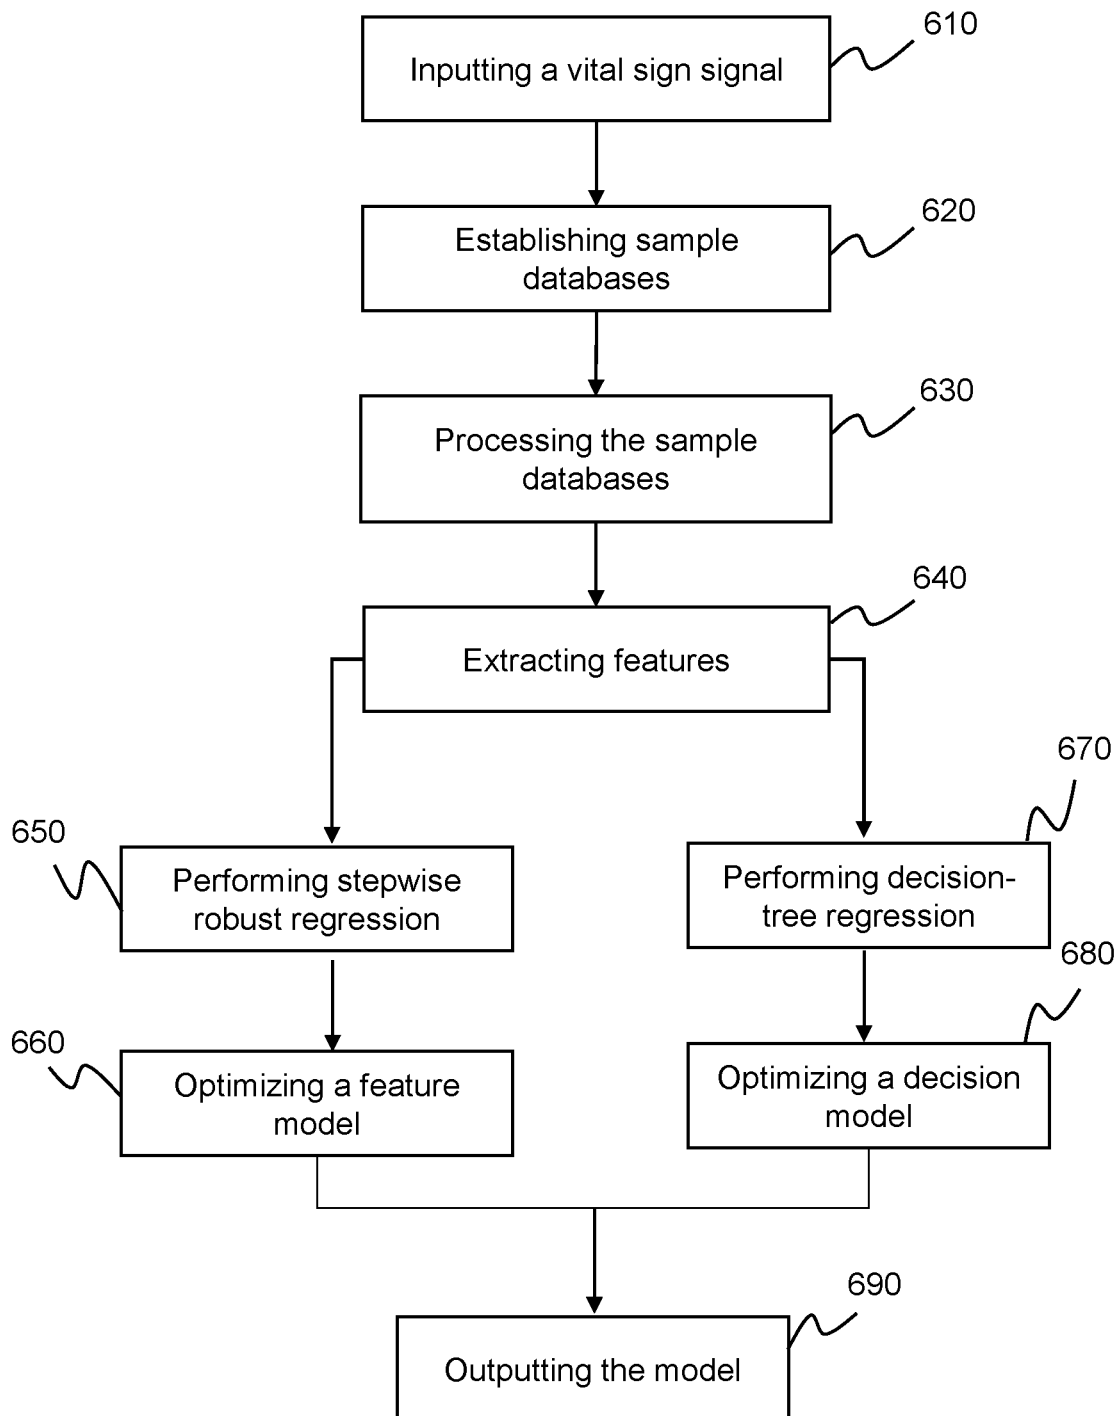 610
Inputting a vital sign signal
620
Establishing sample
databases
630
Processing the sample
databases
640
Extracting features
650
Performing stepwise
robust regression
670
Performing decision-
tree regression
660
Optimizing a feature
model
680
Optimizing a decision
model
690
Outputting the model